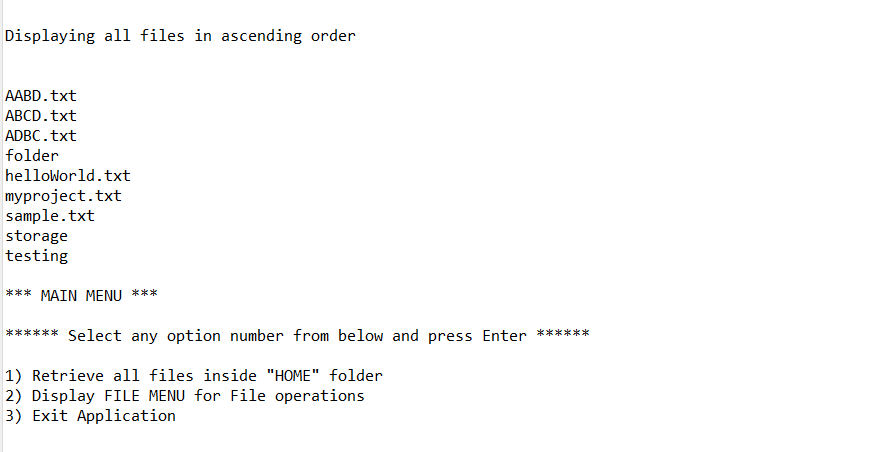 Displaying all files in ascending order
AABD.txt
ABCD.txt
ADBC.txt
folder
helloWorld.txt
myproject.txt
sample.txt
storage
testing
*** MAIN MENU ***
****** Select any option number from below and press Enter ******
1) Retrieve all files inside "HOME" folder
2) Display FILE MENU for File operations
3) Exit Application